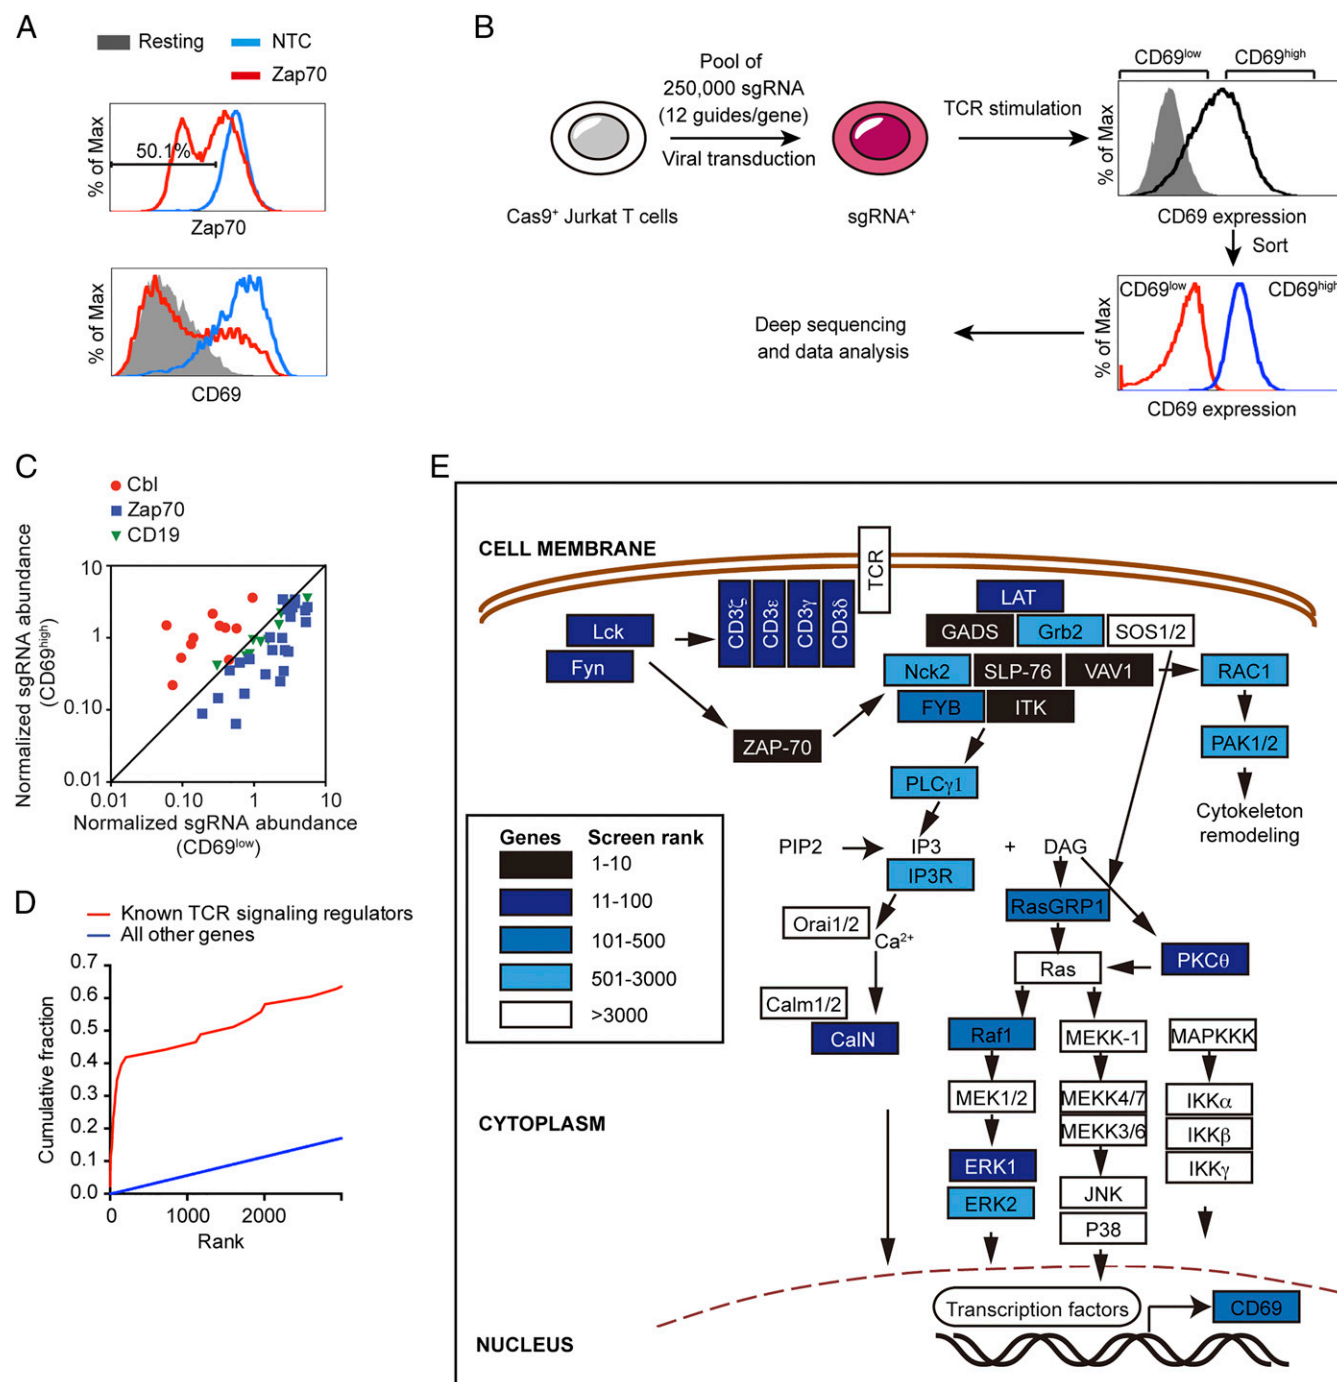 A
Resting
NTC
Zap70
% of Max
50.1%
Zap70
% of Max
CD69
B
Pool of
250,000 sgRNA
(12 guides/gene)
Viral transduction
Cas9⁺ Jurkat T cells
sgRNA⁺
TCR stimulation
CD69ˡᵒʷ
CD69ʰⁱᵍʰ
% of Max
CD69 expression
Sort
CD69ˡᵒʷ
CD69ʰⁱᵍʰ
% of Max
CD69 expression
Deep sequencing
and data analysis
C
Cbl
Zap70
CD19
Normalized sgRNA abundance
(CD69ʰⁱᵍʰ)
10
1
0.10
0.01
0.01
0.10
1
10
Normalized sgRNA abundance
(CD69ˡᵒʷ)
D
Known TCR signaling regulators
All other genes
Cumulative fraction
0.7
0.6
0.5
0.4
0.3
0.2
0.1
0.0
0
1000
2000
Rank
E
CELL MEMBRANE
TCR
CD3ζ
CD3ε
CD3γ
CD3δ
Lck
Fyn
LAT
GADS
Grb2
SOS1/2
Nck2
SLP-76
VAV1
RAC1
FYB
ITK
ZAP-70
PAK1/2
PLCγ1
Cytokeleton
remodeling
Genes Screen rank
1-10
11-100
101-500
501-3000
>3000
PIP2
IP3
+
DAG
IP3R
RasGRP1
Orai1/2
Ca²⁺
Ras
PKCθ
Calm1/2
CalN
Raf1
MEKK-1
MAPKKK
MEK1/2
MEKK4/7
MEKK3/6
IKKα
IKKβ
IKKγ
CYTOPLASM
ERK1
ERK2
JNK
P38
Transcription factors
CD69
NUCLEUS